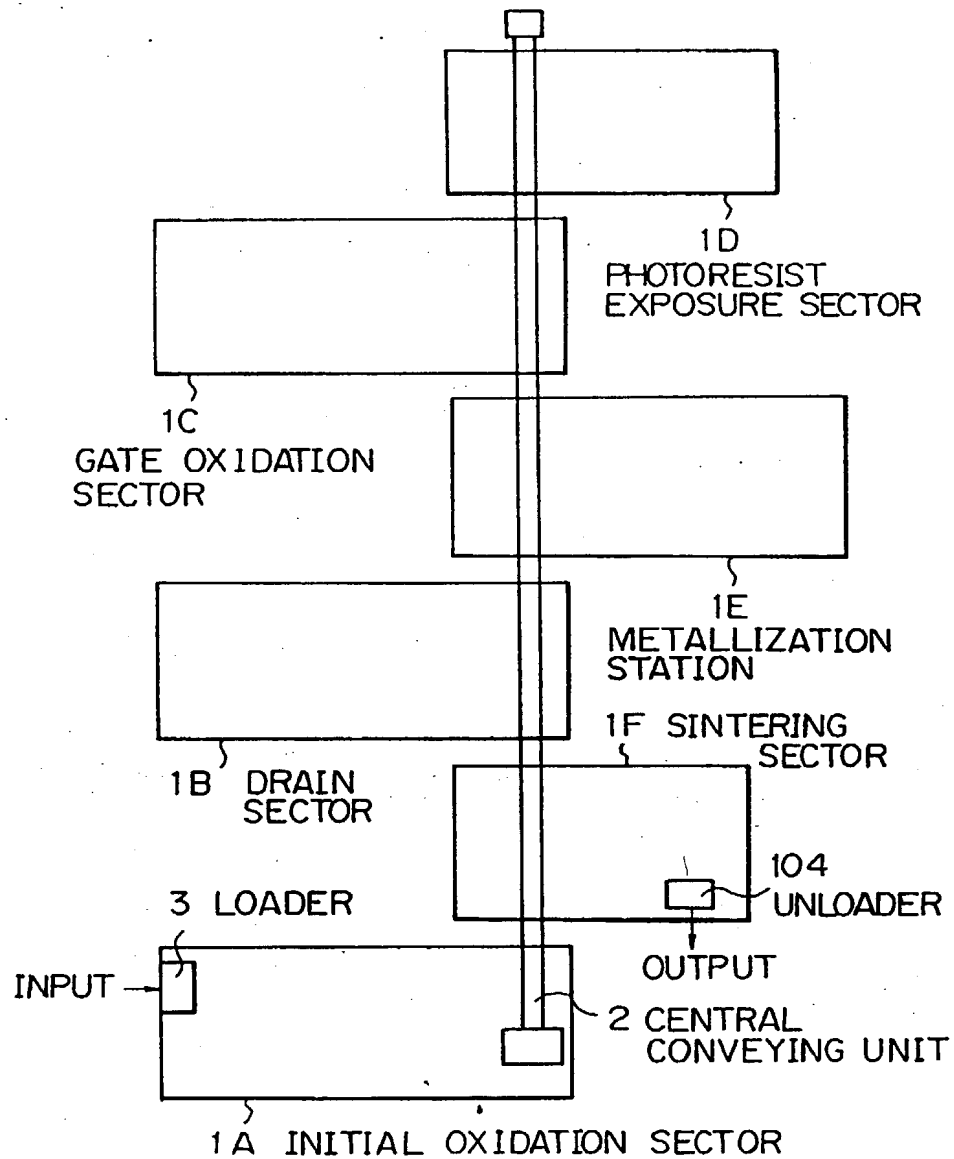 1D
PHOTORESIST
EXPOSURE SECTOR
1C
GATE OXIDATION
SECTOR
1E
METALLIZATION
STATION
1F SINTERING
SECTOR
1B DRAIN
SECTOR
104
UNLOADER
3 LOADER
OUTPUT
INPUT
2 CENTRAL
CONVEYING UNIT
1A INITIAL OXIDATION SECTOR